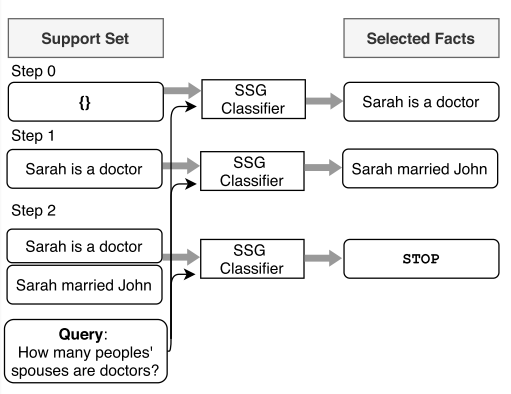 Support Set
Selected Facts
Step 0
{}
SSG
Classifier
Sarah is a doctor
Step 1
Sarah is a doctor
SSG
Classifier
Sarah married John
Step 2
Sarah is a doctor
Sarah married John
SSG
Classifier
STOP
Query:
How many peoples'
spouses are doctors?